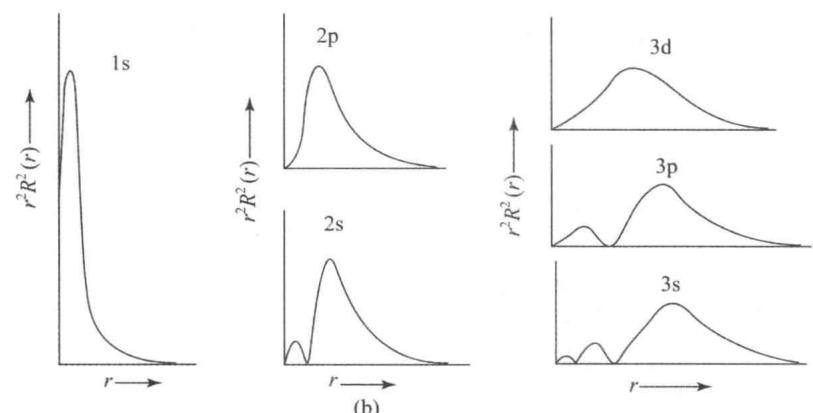 1s
r²R²(r)
r
2p
r²R²(r)
2s
r
(b)
3d
r²R²(r)
3p
3s
r